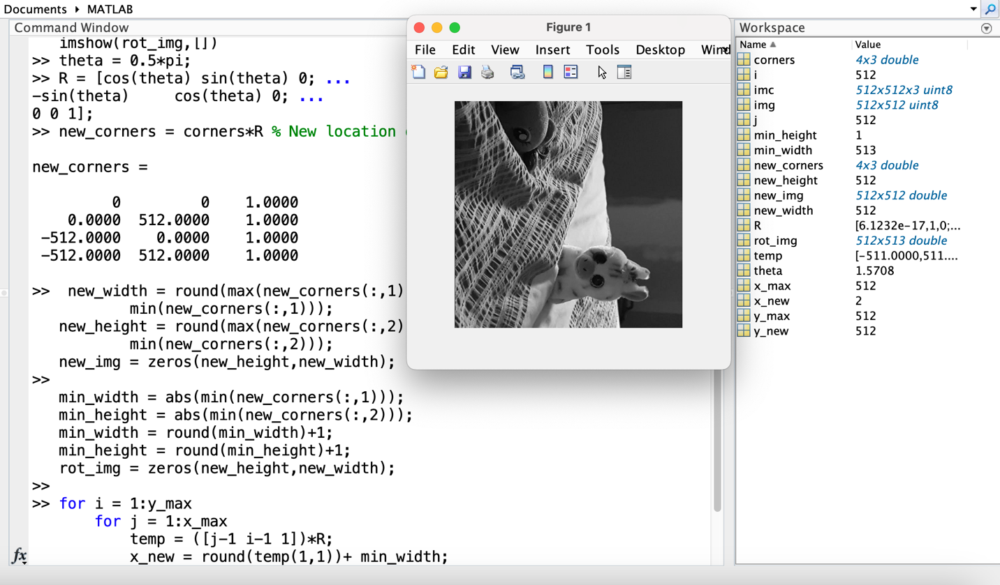 Documents ▸ MATLAB
Command Window
imshow(rot_img,[])
>> theta = 0.5*pi;
>> R = [cos(theta) sin(theta) 0; ...
-sin(theta)     cos(theta) 0; ...
0 0 1];
>> new_corners = corners*R % New location
new_corners =
0 0 1.0000
0.0000 512.0000 1.0000
-512.0000 0.0000 1.0000
-512.0000 512.0000 1.0000
>>  new_width = round(max(new_corners(:,1)
min(new_corners(:,1)));
new_height = round(max(new_corners(:,2)
min(new_corners(:,2)));
new_img = zeros(new_height,new_width);
>>
min_width = abs(min(new_corners(:,1)));
min_height = abs(min(new_corners(:,2)));
min_width = round(min_width)+1;
min_height = round(min_height)+1;
rot_img = zeros(new_height,new_width);
>>
>> for i = 1:y_max
for j = 1:x_max
temp = ([j-1 i-1 1])*R;
x_new = round(temp(1,1))+ min_width;
fx
Figure 1
File Edit View Insert Tools Desktop Wind
Workspace
Name Value
corners 4x3 double
i 512
imc 512x512x3 uint8
img 512x512 uint8
j 512
min_height 1
min_width 513
new_corners 4x3 double
new_height 512
new_img 512x512 double
new_width 512
R [6.1232e-17,1,0;...
rot_img 512x513 double
temp [-511.0000,511....
theta 1.5708
x_max 512
x_new 2
y_max 512
y_new 512